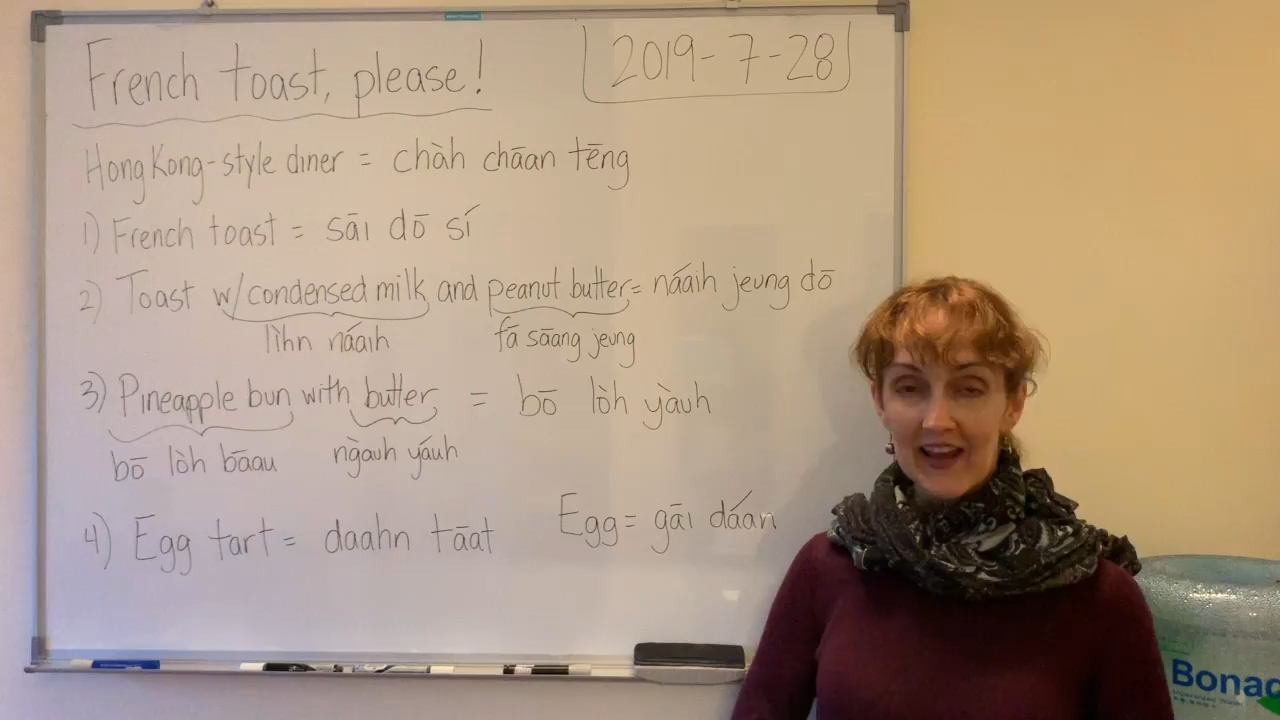 French toast, please!
2019-7-28
Hong Kong-style diner = chàh chāan tēng
1) French toast = sāi dō sí
2) Toast w/condensed milk and peanut butter = náaih jeung dō
lìhn náaih
fā sāang jeung
3) Pineapple bun with butter = bō lòh yàuh
bō lòh bāau
ngàuh yáuh
4) Egg tart = daahn tāat
Egg = gāi dáan
Bonaq